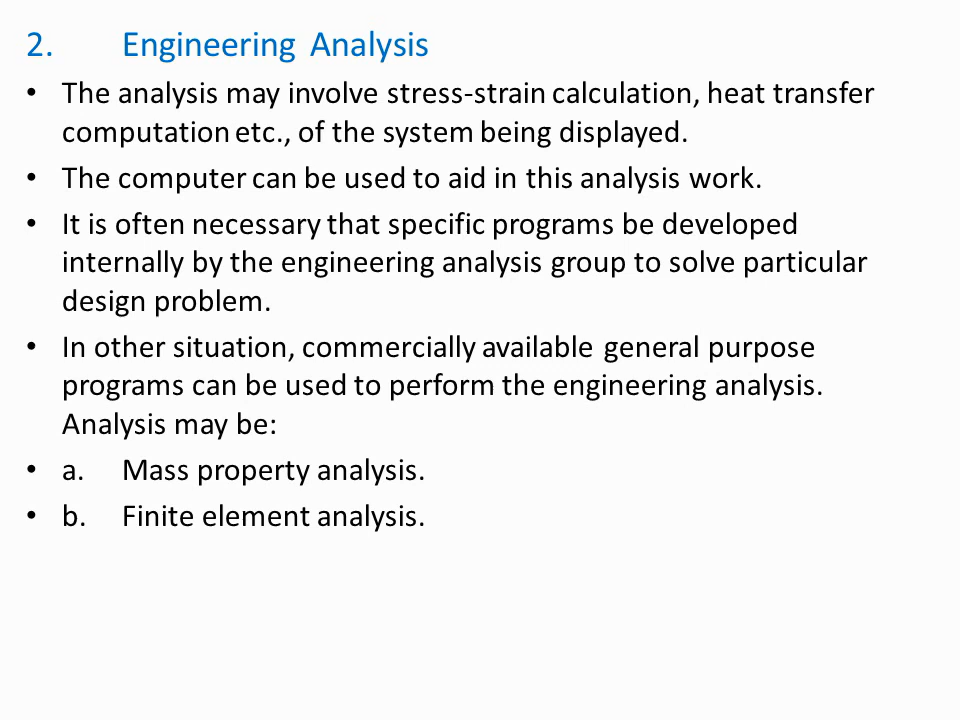 2. Engineering Analysis
• The analysis may involve stress-strain calculation, heat transfer
computation etc., of the system being displayed.
• The computer can be used to aid in this analysis work.
• It is often necessary that specific programs be developed
internally by the engineering analysis group to solve particular
design problem.
• In other situation, commercially available general purpose
programs can be used to perform the engineering analysis.
Analysis may be:
• a. Mass property analysis.
• b. Finite element analysis.